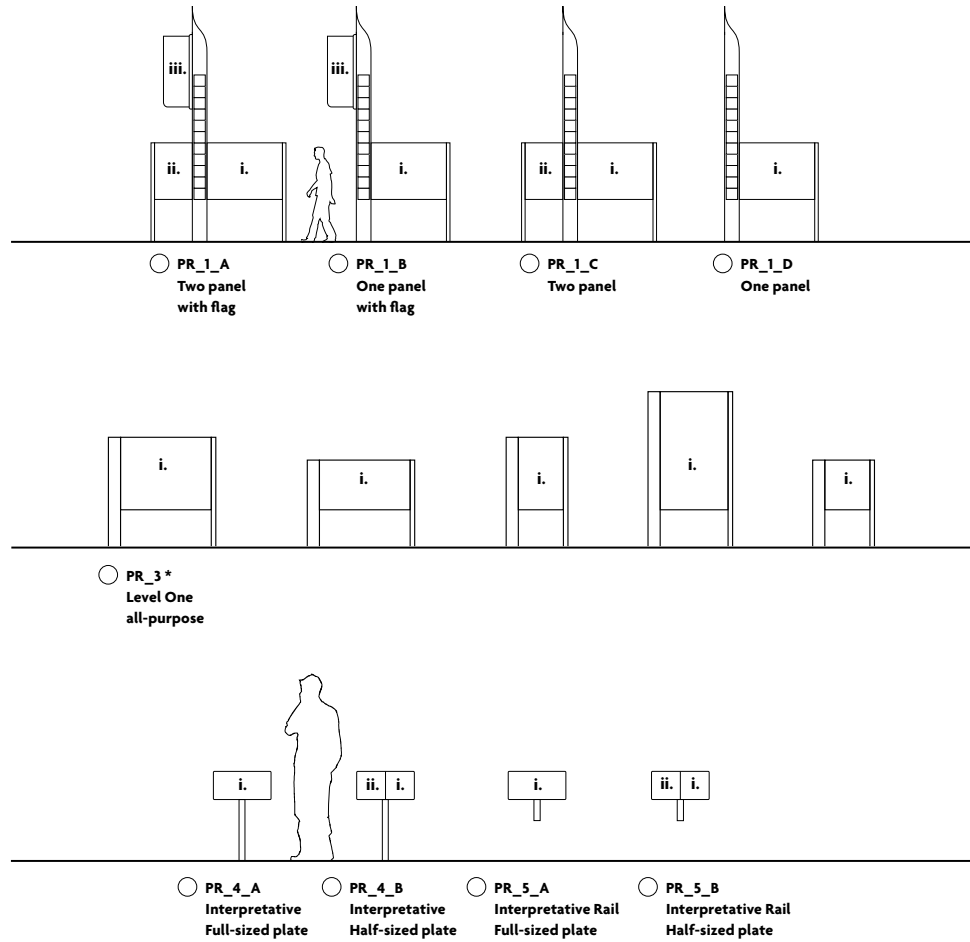 iii.
iii.
ii.
i.
i.
ii.
i.
i.
PR_1_A
Two panel
with flag
PR_1_B
One panel
with flag
PR_1_C
Two panel
PR_1_D
One panel
i.
i.
i.
i.
i.
PR_3 *
Level One
all-purpose
i.
ii.
i.
i.
ii.
i.
PR_4_A
Interpretative
Full-sized plate
PR_4_B
Interpretative
Half-sized plate
PR_5_A
Interpretative Rail
Full-sized plate
PR_5_B
Interpretative Rail
Half-sized plate